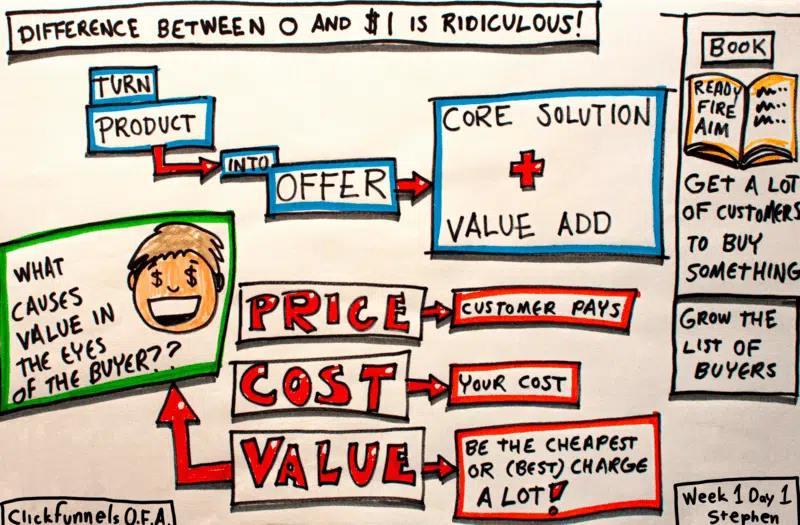 DIFFERENCE BETWEEN 0 AND $1 IS RIDICULOUS!
TURN
PRODUCT
INTO
OFFER
CORE SOLUTION
+
VALUE ADD
BOOK
READY
FIRE
AIM
GET A LOT
OF CUSTOMERS
TO BUY
SOMETHING
GROW THE
LIST OF
BUYERS
WHAT
CAUSES
VALUE IN
THE EYES
OF THE BUYER??
$ $
PRICE
CUSTOMER PAYS
COST
YOUR COST
VALUE
BE THE CHEAPEST
OR (BEST) CHARGE
A LOT!
Clickfunnels O.F.A.
Week 1 Day 1
Stephen